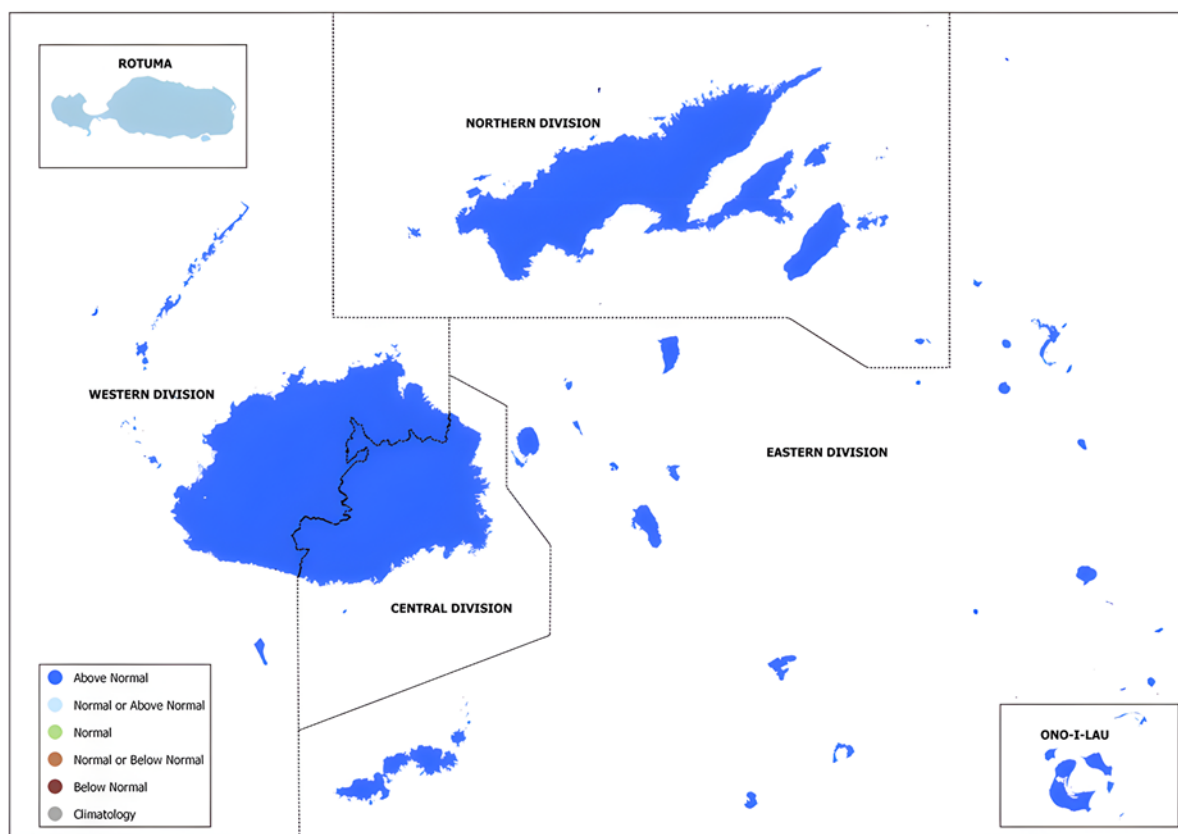 ROTUMA
NORTHERN DIVISION
WESTERN DIVISION
EASTERN DIVISION
CENTRAL DIVISION
Above Normal
Normal or Above Normal
Normal
Normal or Below Normal
Below Normal
Climatology
ONO-I-LAU